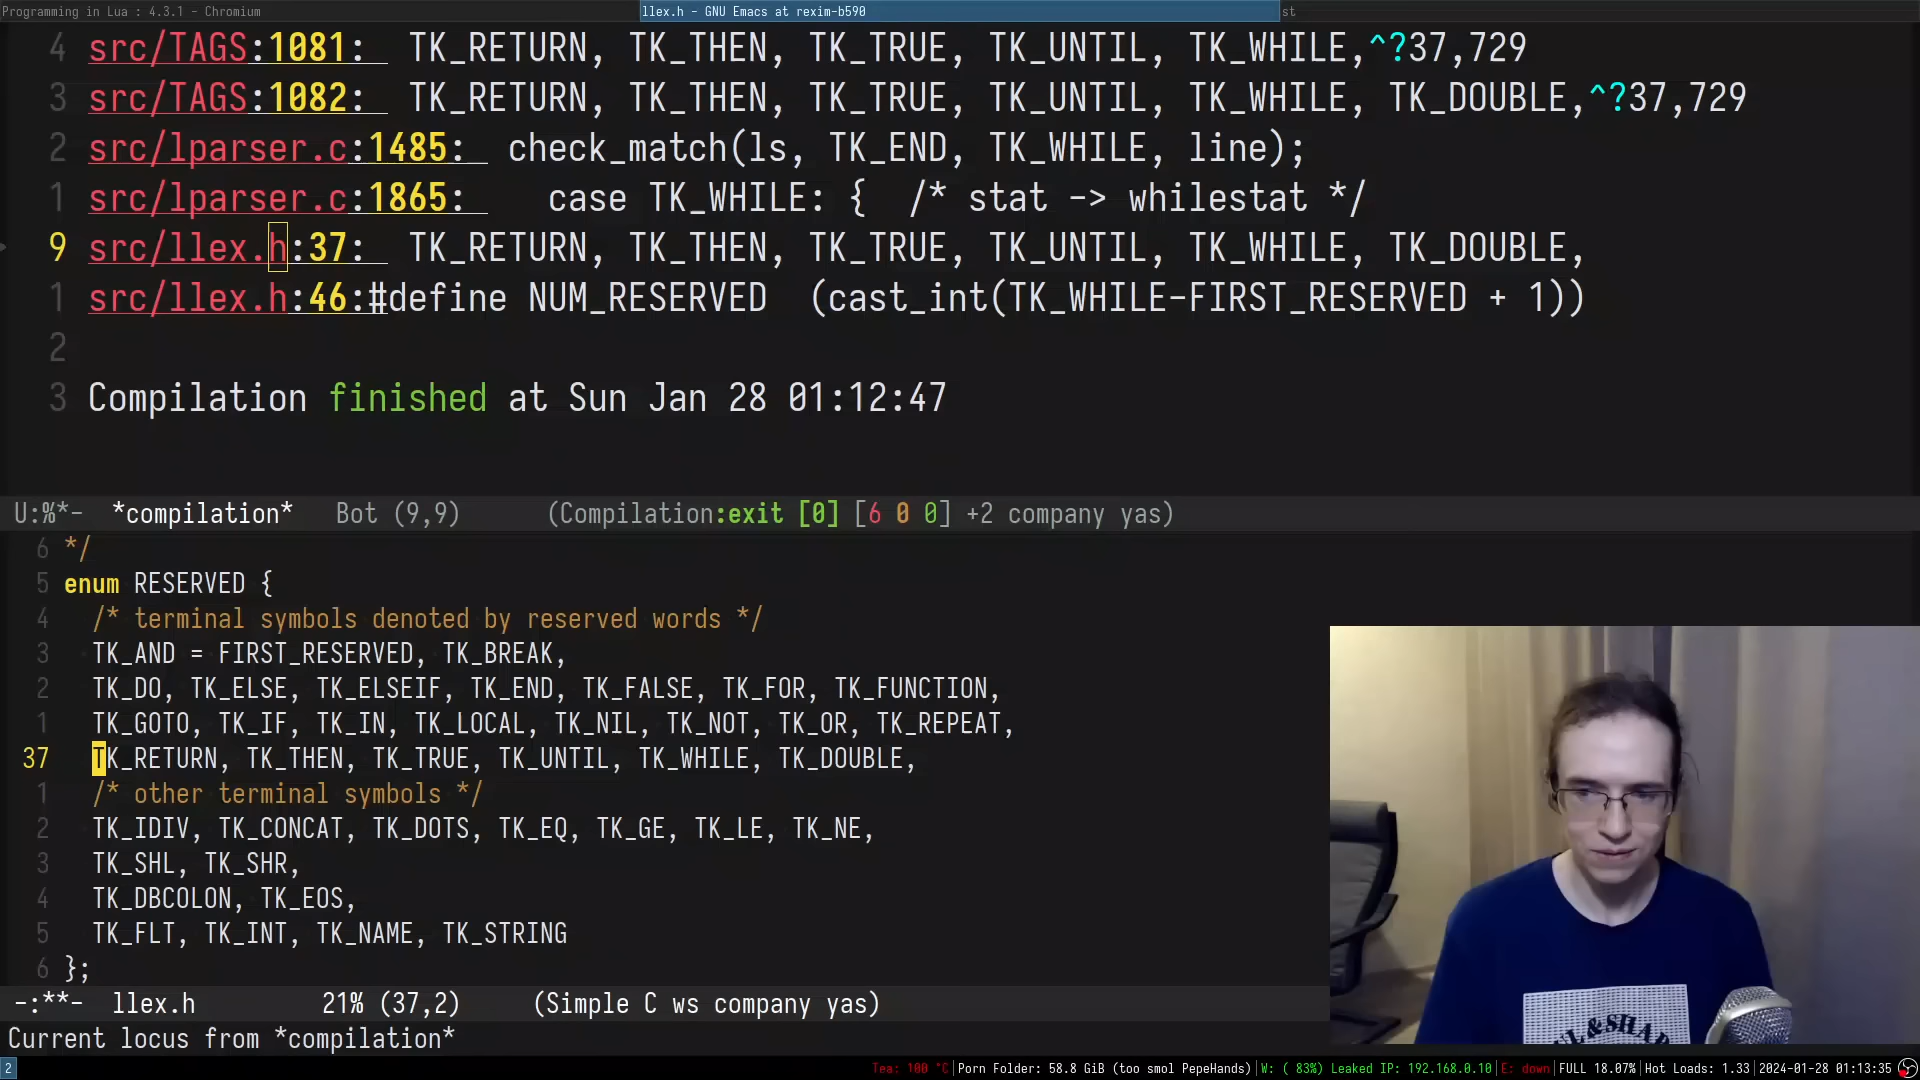 Programming in Lua : 4.3.1 - Chromium
llex.h - GNU Emacs at rexim-b590
st
4 src/TAGS:1081:  TK_RETURN, TK_THEN, TK_TRUE, TK_UNTIL, TK_WHILE,^?37,729
3 src/TAGS:1082:  TK_RETURN, TK_THEN, TK_TRUE, TK_UNTIL, TK_WHILE, TK_DOUBLE,^?37,729
2 src/lparser.c:1485:  check_match(ls, TK_END, TK_WHILE, line);
1 src/lparser.c:1865:    case TK_WHILE: {  /* stat -> whilestat */
9 src/llex.h:37:  TK_RETURN, TK_THEN, TK_TRUE, TK_UNTIL, TK_WHILE, TK_DOUBLE,
1 src/llex.h:46:#define NUM_RESERVED  (cast_int(TK_WHILE-FIRST_RESERVED + 1))
2
3 Compilation finished at Sun Jan 28 01:12:47
U:%*-  *compilation*  Bot (9,9)  (Compilation:exit [0] [6 0 0] +2 company yas)
6 */
5 enum RESERVED {
4   /* terminal symbols denoted by reserved words */
3   TK_AND = FIRST_RESERVED, TK_BREAK,
2   TK_DO, TK_ELSE, TK_ELSEIF, TK_END, TK_FALSE, TK_FOR, TK_FUNCTION,
1   TK_GOTO, TK_IF, TK_IN, TK_LOCAL, TK_NIL, TK_NOT, TK_OR, TK_REPEAT,
37   TK_RETURN, TK_THEN, TK_TRUE, TK_UNTIL, TK_WHILE, TK_DOUBLE,
1   /* other terminal symbols */
2   TK_IDIV, TK_CONCAT, TK_DOTS, TK_EQ, TK_GE, TK_LE, TK_NE,
3   TK_SHL, TK_SHR,
4   TK_DBCOLON, TK_EOS,
5   TK_FLT, TK_INT, TK_NAME, TK_STRING
6 };
-:**-  llex.h  21% (37,2)  (Simple C ws company yas)
Current locus from *compilation*
2
Tea: 100 °C|Porn Folder: 58.8 GiB (too smol PepeHands)|W: ( 83%) Leaked IP: 192.168.0.10|E: down|FULL 18.07%|Hot Loads: 1.33|2024-01-28 01:13:35